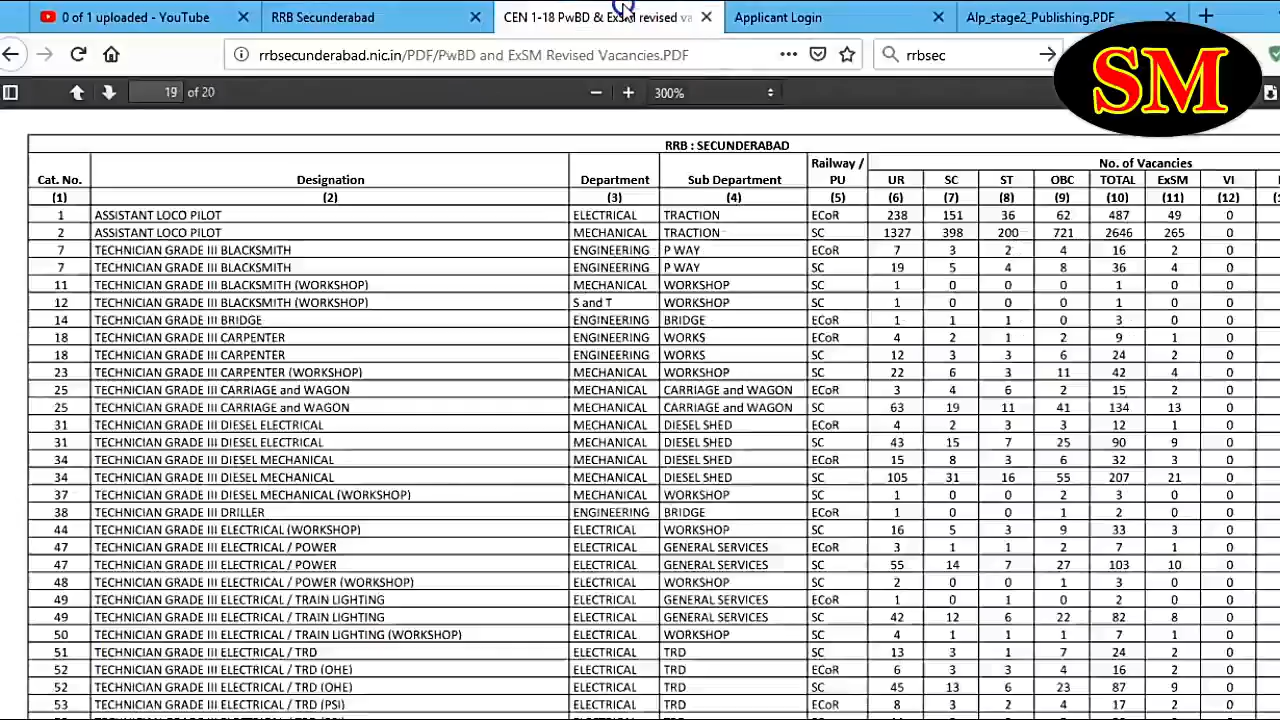 0 of 1 uploaded - YouTube RRB Secunderabad CEN 1-18 PwBD & ExSM revised va Applicant Login Alp_stage2_Publishing.PDF
rrbsecunderabad.nic.in/PDF/PwBD and ExSM Revised Vacancies.PDF rrbsec
SM
19 of 20 300%
RRB : SECUNDERABAD
Cat. No. Designation Department Sub Department Railway / PU No. of Vacancies
UR SC ST OBC TOTAL ExSM VI
(1) (2) (3) (4) (5) (6) (7) (8) (9) (10) (11) (12)
1 ASSISTANT LOCO PILOT ELECTRICAL TRACTION ECoR 238 151 36 62 487 49 0
2 ASSISTANT LOCO PILOT MECHANICAL TRACTION SC 1327 398 200 721 2646 265 0
7 TECHNICIAN GRADE III BLACKSMITH ENGINEERING P WAY ECoR 7 3 2 4 16 2 0
7 TECHNICIAN GRADE III BLACKSMITH ENGINEERING P WAY SC 19 5 4 8 36 4 0
11 TECHNICIAN GRADE III BLACKSMITH (WORKSHOP) MECHANICAL WORKSHOP SC 1 0 0 0 1 0 0
12 TECHNICIAN GRADE III BLACKSMITH (WORKSHOP) S and T WORKSHOP SC 1 0 0 0 1 0 0
14 TECHNICIAN GRADE III BRIDGE ENGINEERING BRIDGE ECoR 1 1 1 0 3 0 0
18 TECHNICIAN GRADE III CARPENTER ENGINEERING WORKS ECoR 4 2 1 2 9 1 0
18 TECHNICIAN GRADE III CARPENTER ENGINEERING WORKS SC 12 3 3 6 24 2 0
23 TECHNICIAN GRADE III CARPENTER (WORKSHOP) MECHANICAL WORKSHOP SC 22 6 3 11 42 4 0
25 TECHNICIAN GRADE III CARRIAGE and WAGON MECHANICAL CARRIAGE and WAGON ECoR 3 4 6 2 15 2 0
25 TECHNICIAN GRADE III CARRIAGE and WAGON MECHANICAL CARRIAGE and WAGON SC 63 19 11 41 134 13 0
31 TECHNICIAN GRADE III DIESEL ELECTRICAL MECHANICAL DIESEL SHED ECoR 4 2 3 3 12 1 0
31 TECHNICIAN GRADE III DIESEL ELECTRICAL MECHANICAL DIESEL SHED SC 43 15 7 25 90 9 0
34 TECHNICIAN GRADE III DIESEL MECHANICAL MECHANICAL DIESEL SHED ECoR 15 8 3 6 32 3 0
34 TECHNICIAN GRADE III DIESEL MECHANICAL MECHANICAL DIESEL SHED SC 105 31 16 55 207 21 0
37 TECHNICIAN GRADE III DIESEL MECHANICAL (WORKSHOP) MECHANICAL WORKSHOP SC 1 0 0 2 3 0 0
38 TECHNICIAN GRADE III DRILLER ENGINEERING BRIDGE SC 1 0 0 1 2 0 0
44 TECHNICIAN GRADE III ELECTRICAL (WORKSHOP) ELECTRICAL WORKSHOP SC 16 5 3 9 33 3 0
47 TECHNICIAN GRADE III ELECTRICAL / POWER ELECTRICAL GENERAL SERVICES ECoR 3 1 1 2 7 1 0
47 TECHNICIAN GRADE III ELECTRICAL / POWER ELECTRICAL GENERAL SERVICES SC 55 14 7 27 103 10 0
48 TECHNICIAN GRADE III ELECTRICAL / POWER (WORKSHOP) ELECTRICAL WORKSHOP SC 2 0 0 1 3 0 0
49 TECHNICIAN GRADE III ELECTRICAL / TRAIN LIGHTING ELECTRICAL GENERAL SERVICES ECoR 1 0 1 0 2 0 0
49 TECHNICIAN GRADE III ELECTRICAL / TRAIN LIGHTING ELECTRICAL GENERAL SERVICES SC 42 12 6 22 82 8 0
50 TECHNICIAN GRADE III ELECTRICAL / TRAIN LIGHTING (WORKSHOP) ELECTRICAL WORKSHOP SC 4 1 1 1 7 1 0
51 TECHNICIAN GRADE III ELECTRICAL / TRD ELECTRICAL TRD SC 13 3 1 7 24 2 0
52 TECHNICIAN GRADE III ELECTRICAL / TRD (OHE) ELECTRICAL TRD ECoR 6 3 3 4 16 2 0
52 TECHNICIAN GRADE III ELECTRICAL / TRD (OHE) ELECTRICAL TRD SC 45 13 6 23 87 9 0
53 TECHNICIAN GRADE III ELECTRICAL / TRD (PSI) ELECTRICAL TRD ECoR 8 3 2 4 17 2 0